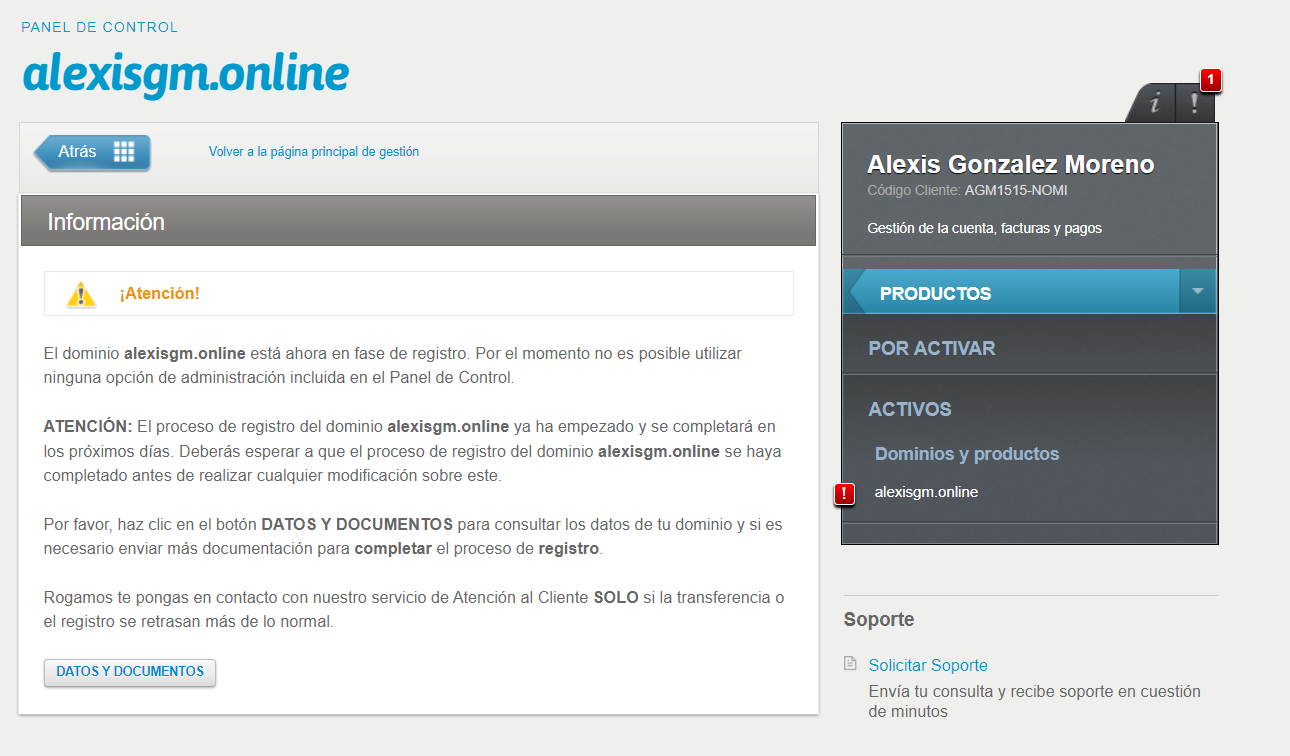 PANEL DE CONTROL
alexisgm.online
Atrás
Volver a la página principal de gestión
Información
¡Atención!
El dominio alexisgm.online está ahora en fase de registro. Por el momento no es posible utilizar
ninguna opción de administración incluida en el Panel de Control.
ATENCIÓN: El proceso de registro del dominio alexisgm.online ya ha empezado y se completará en
los próximos días. Deberás esperar a que el proceso de registro del dominio alexisgm.online se haya
completado antes de realizar cualquier modificación sobre este.
Por favor, haz clic en el botón DATOS Y DOCUMENTOS para consultar los datos de tu dominio y si es
necesario enviar más documentación para completar el proceso de registro.
Rogamos te pongas en contacto con nuestro servicio de Atención al Cliente SOLO si la transferencia o
el registro se retrasan más de lo normal.
DATOS Y DOCUMENTOS
i ! 1
Alexis Gonzalez Moreno
Código Cliente: AGM1515-NOMI
Gestión de la cuenta, facturas y pagos
PRODUCTOS
POR ACTIVAR
ACTIVOS
Dominios y productos
! alexisgm.online
Soporte
Solicitar Soporte
Envía tu consulta y recibe soporte en cuestión
de minutos